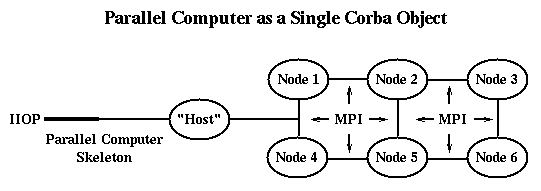 Parallel Computer as a Single Corba Object
Node 1 Node 2 Node 3
IIOP "Host" MPI MPI
Parallel Computer
Skeleton
Node 4 Node 5 Node 6